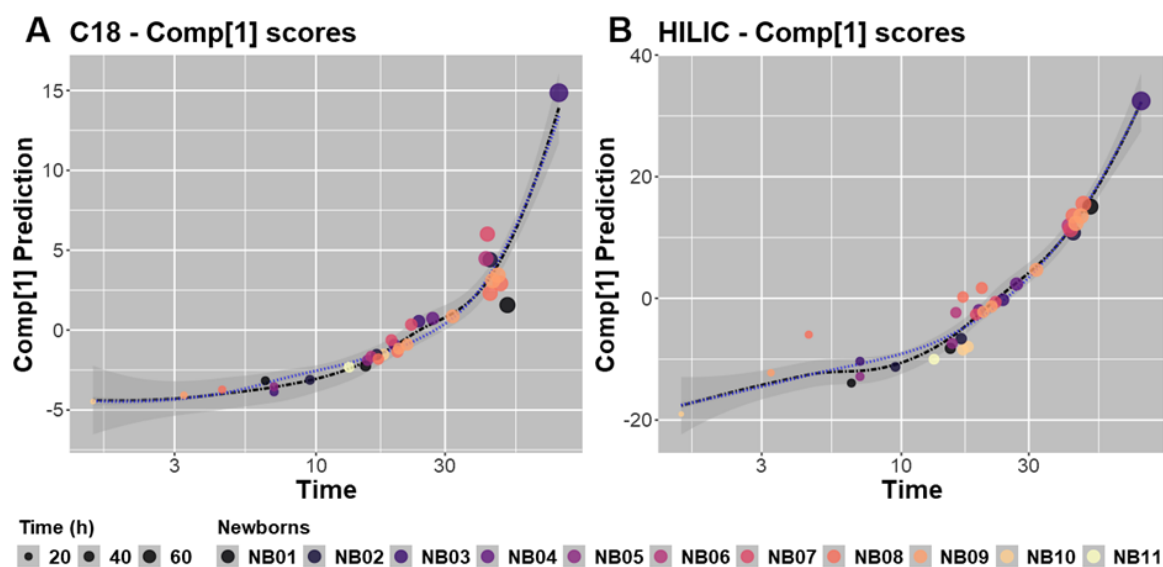 A C18 - Comp[1] scores
15
10
5
0
-5
Comp[1] Prediction
3 10 30
Time
B HILIC - Comp[1] scores
40
20
0
-20
Comp[1] Prediction
3 10 30
Time
Time (h) Newborns
20 40 60 NB01 NB02 NB03 NB04 NB05 NB06 NB07 NB08 NB09 NB10 NB11